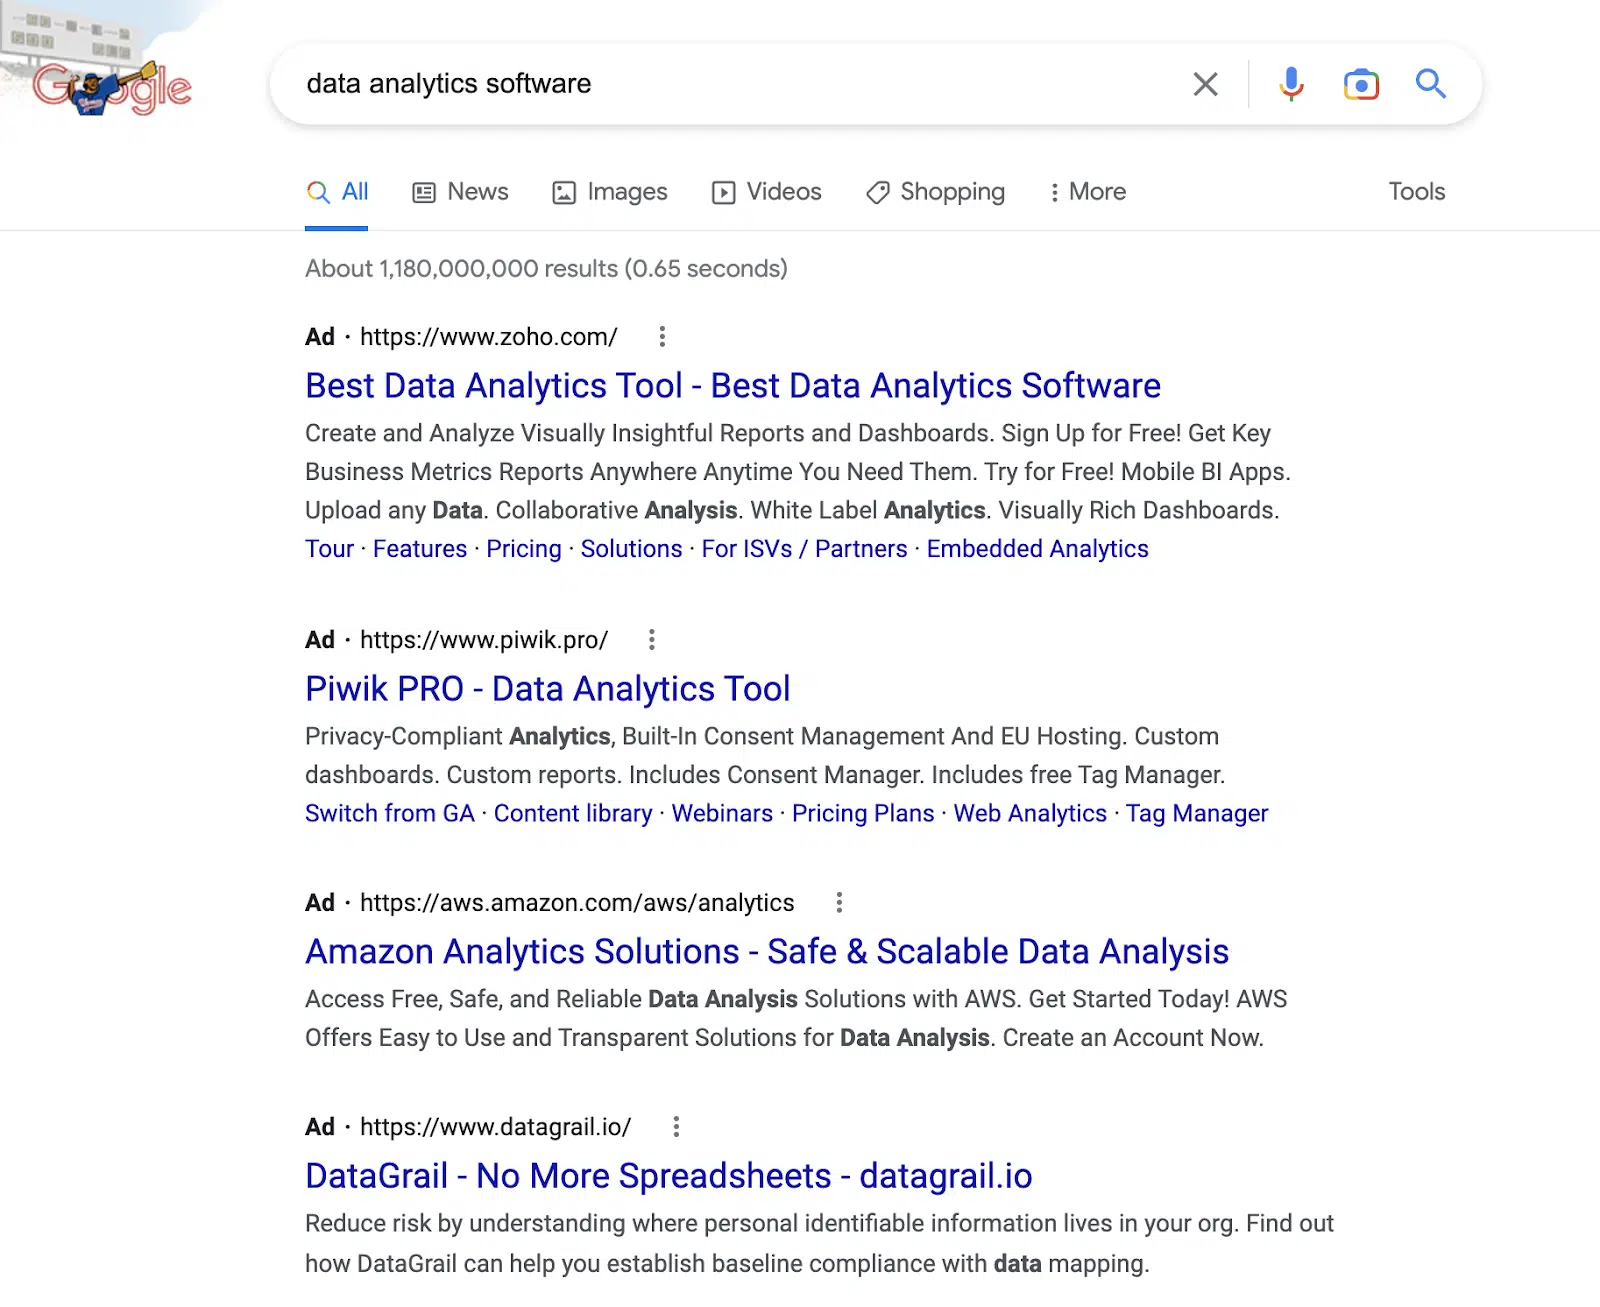 Google
data analytics software
All News Images Videos Shopping More Tools
About 1,180,000,000 results (0.65 seconds)
Ad · https://www.zoho.com/
Best Data Analytics Tool - Best Data Analytics Software
Create and Analyze Visually Insightful Reports and Dashboards. Sign Up for Free! Get Key
Business Metrics Reports Anywhere Anytime You Need Them. Try for Free! Mobile BI Apps.
Upload any Data. Collaborative Analysis. White Label Analytics. Visually Rich Dashboards.
Tour · Features · Pricing · Solutions · For ISVs / Partners · Embedded Analytics
Ad · https://www.piwik.pro/
Piwik PRO - Data Analytics Tool
Privacy-Compliant Analytics, Built-In Consent Management And EU Hosting. Custom
dashboards. Custom reports. Includes Consent Manager. Includes free Tag Manager.
Switch from GA · Content library · Webinars · Pricing Plans · Web Analytics · Tag Manager
Ad · https://aws.amazon.com/aws/analytics
Amazon Analytics Solutions - Safe & Scalable Data Analysis
Access Free, Safe, and Reliable Data Analysis Solutions with AWS. Get Started Today! AWS
Offers Easy to Use and Transparent Solutions for Data Analysis. Create an Account Now.
Ad · https://www.datagrail.io/
DataGrail - No More Spreadsheets - datagrail.io
Reduce risk by understanding where personal identifiable information lives in your org. Find out
how DataGrail can help you establish baseline compliance with data mapping.